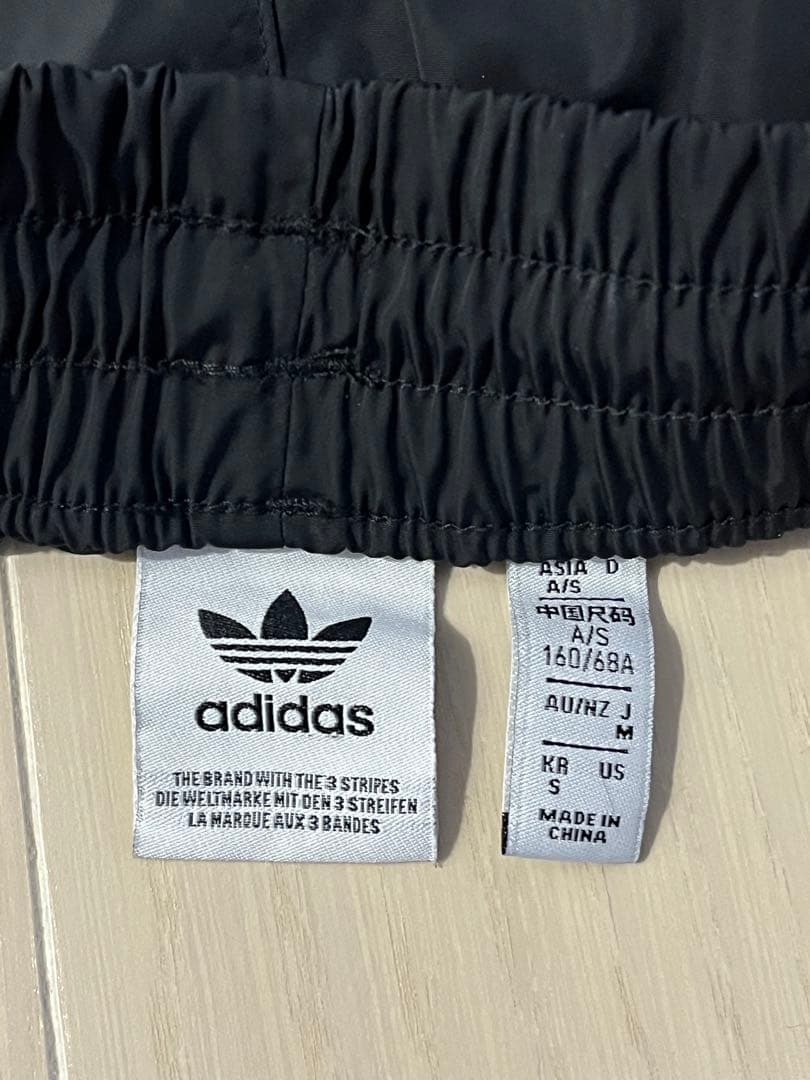 adidas
THE BRAND WITH THE 3 STRIPES
DIE WELTMARKE MIT DEN 3 STREIFEN
LA MARQUE AUX 3 BANDES
ASIA D
A/S
中国尺码
A/S
160/68A
AU/NZ J
M
KR US
S
MADE IN
CHINA